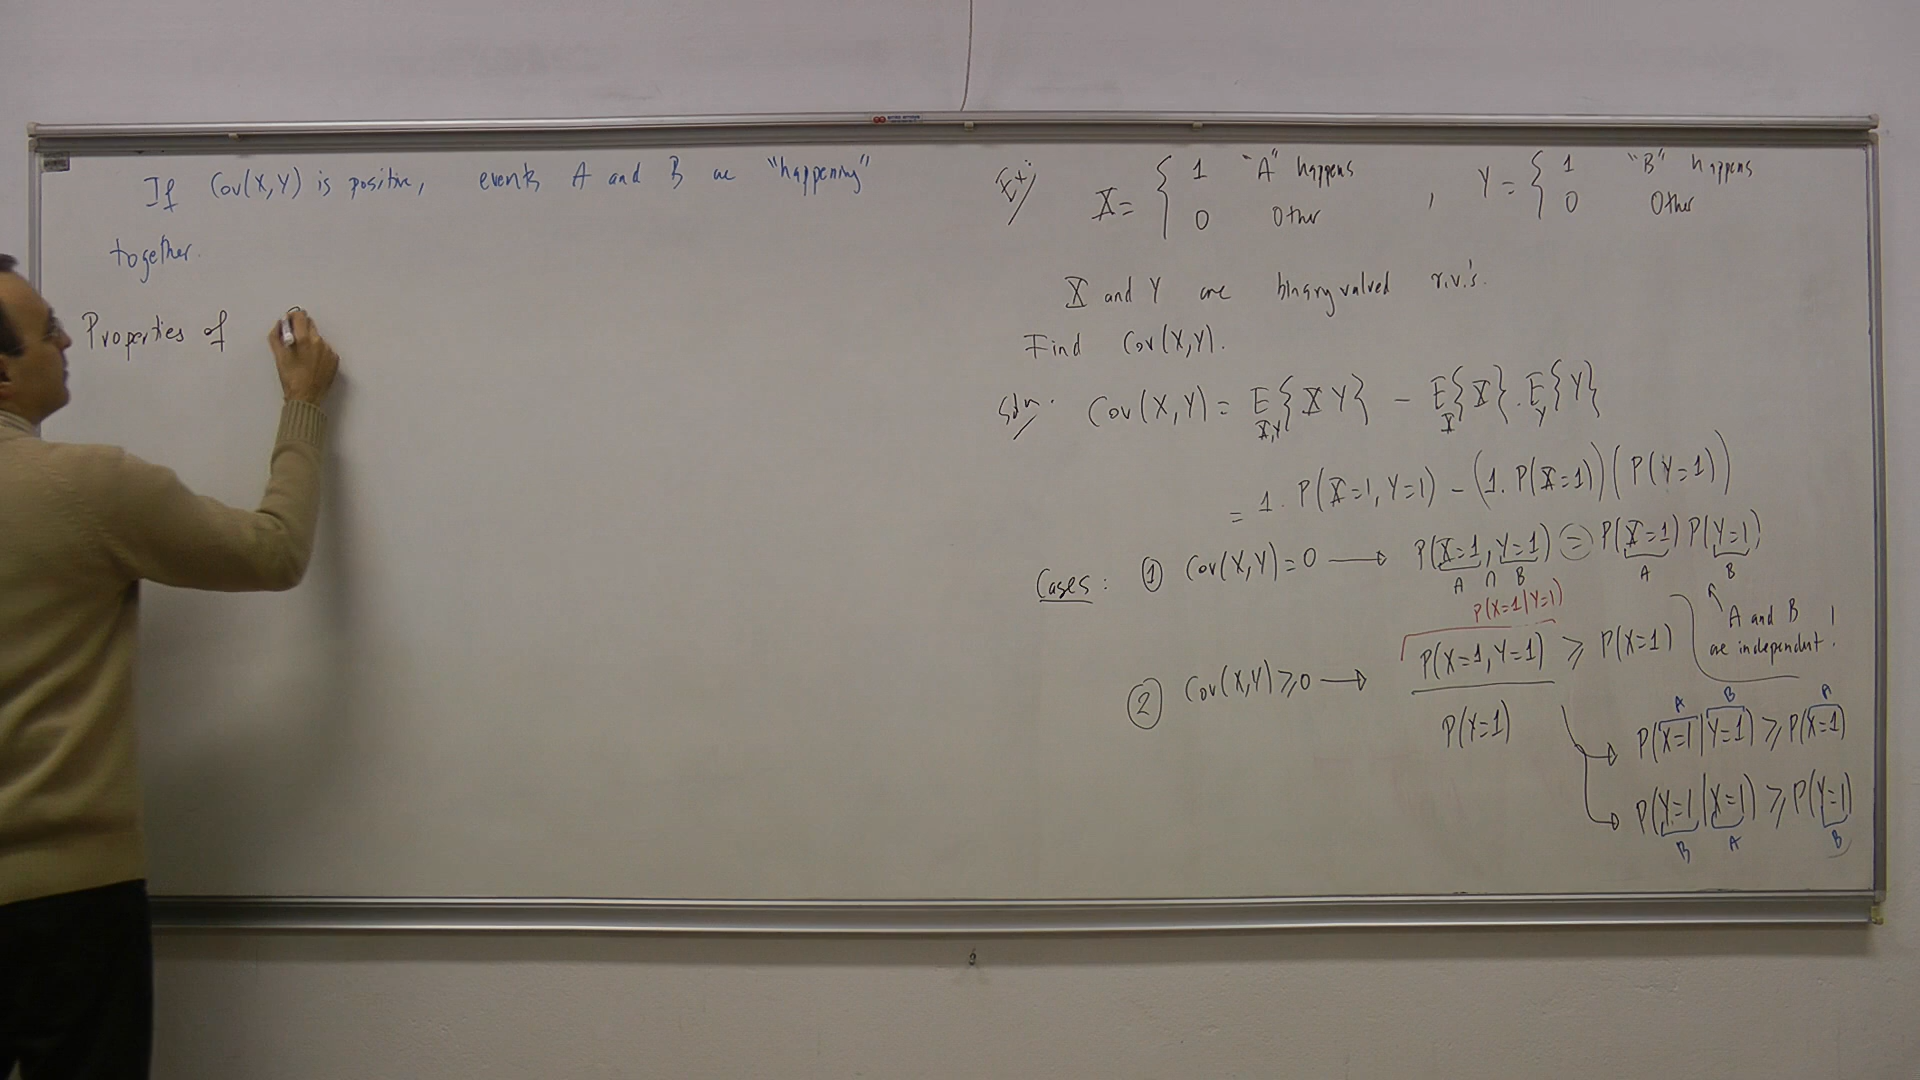 If Cov(X,Y) is positive, events A and B are "happening"
together.
Properties of
Ex:
X = { 1 "A" happens
0 Other
, Y = { 1 "B" happens
0 Other
X and Y are binary valued r.v.'s.
Find Cov(X,Y).
Soln. Cov(X,Y) = E{XY} - E{X}.E{Y}
X,Y X Y
= 1. P(X=1, Y=1) - (1. P(X=1))(P(Y=1))
Cases: ① Cov(X,Y)=0 → P(X=1, Y=1) = P(X=1) P(Y=1)
A ∩ B A B
A and B
are independent!
P(X=1|Y=1)
② Cov(X,Y)≥0 → P(X=1, Y=1) ≥ P(X=1)
P(Y=1)
A B A
P(X=1|Y=1) ≥ P(X=1)
P(Y=1|X=1) ≥ P(Y=1)
B A B